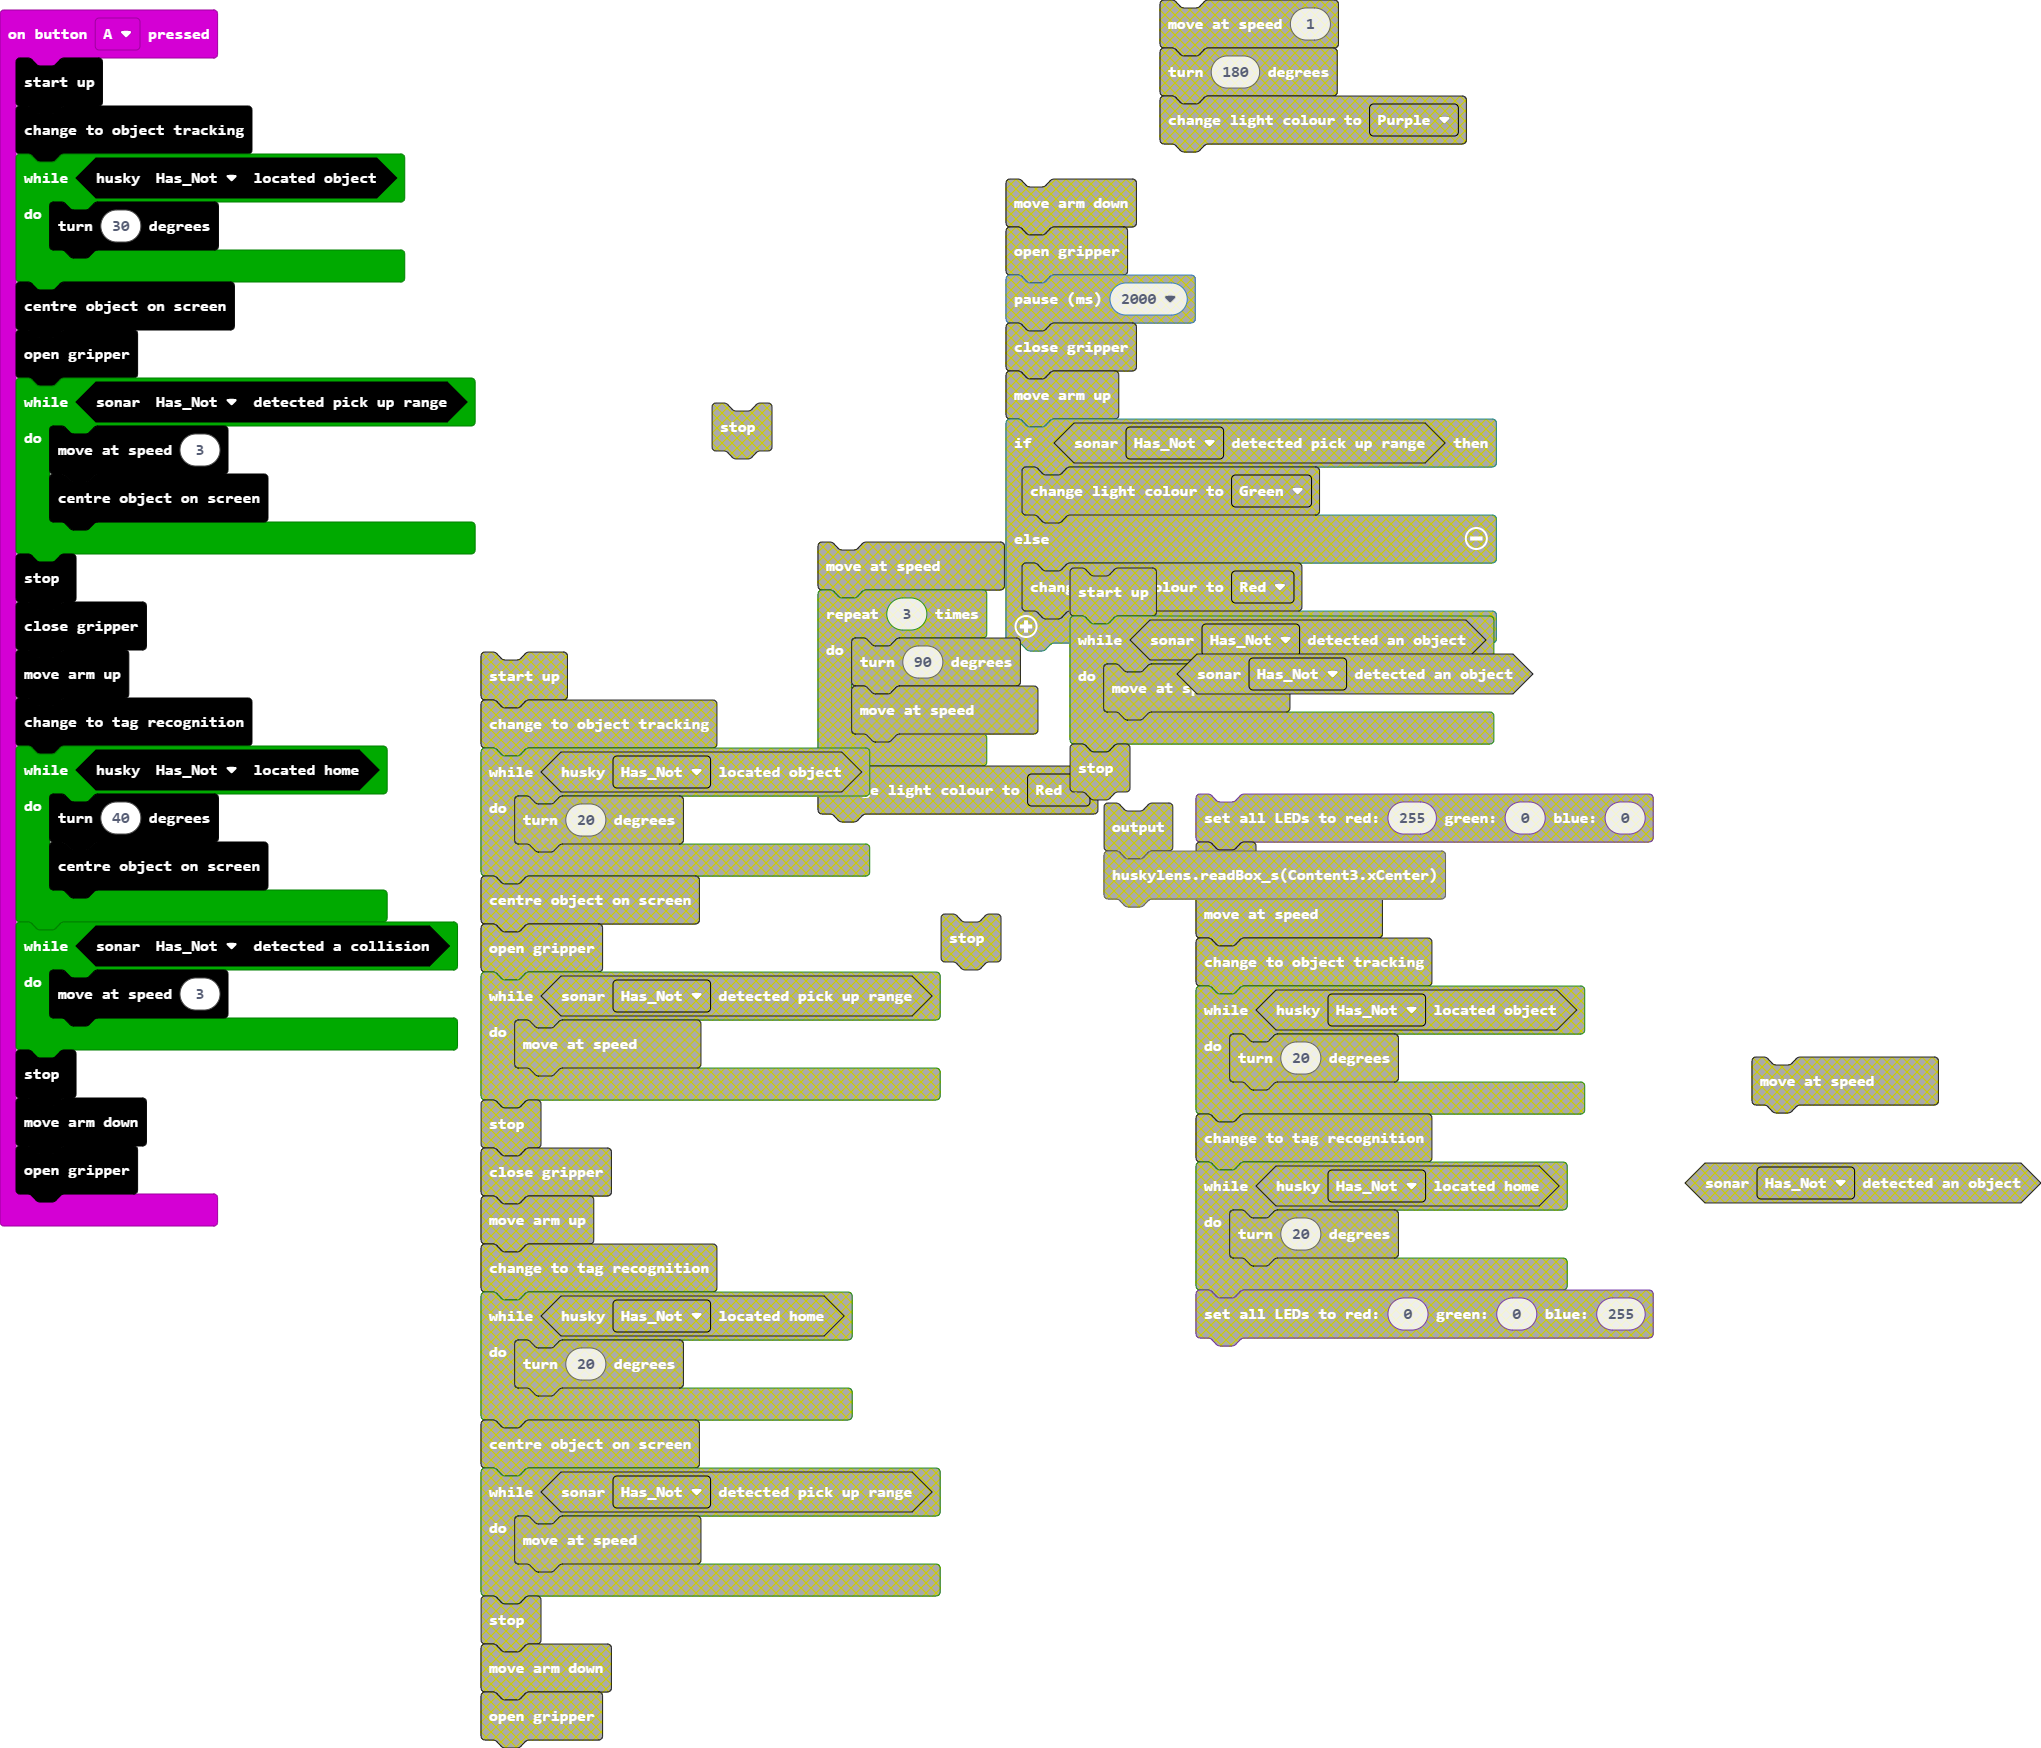 on button A pressed
start up
change to object tracking
while husky Has_Not located object
do
turn 30 degrees
centre object on screen
open gripper
while sonar Has_Not detected pick up range
do
move at speed 3
centre object on screen
stop
close gripper
move arm up
change to tag recognition
while husky Has_Not located home
do
turn 40 degrees
centre object on screen
while sonar Has_Not detected a collision
do
move at speed 3
stop
move arm down
open gripper
start up
change to object tracking
while husky Has_Not located object
do
turn 20 degrees
centre object on screen
open gripper
while sonar Has_Not detected pick up range
do
move at speed
stop
close gripper
move arm up
change to tag recognition
while husky Has_Not located home
do
turn 20 degrees
centre object on screen
while sonar Has_Not detected pick up range
do
move at speed
stop
move arm down
open gripper
stop
move at speed
repeat 3 times
do
turn 90 degrees
move at speed
light colour to Red
stop
move at speed 1
turn 180 degrees
change light colour to Purple
move arm down
open gripper
pause (ms) 2000
close gripper
move arm up
if sonar Has_Not detected pick up range then
change light colour to Green
else
to Red
start up
while sonar Has_Not detected an object
do
move at
stop
sonar Has_Not detected an object
output
huskylens.readBox_s(Content3.xCenter)
set all LEDs to red: 255 green: 0 blue: 0
move at speed
change to object tracking
while husky Has_Not located object
do
turn 20 degrees
change to tag recognition
while husky Has_Not located home
do
turn 20 degrees
set all LEDs to red: 0 green: 0 blue: 255
move at speed
sonar Has_Not detected an object